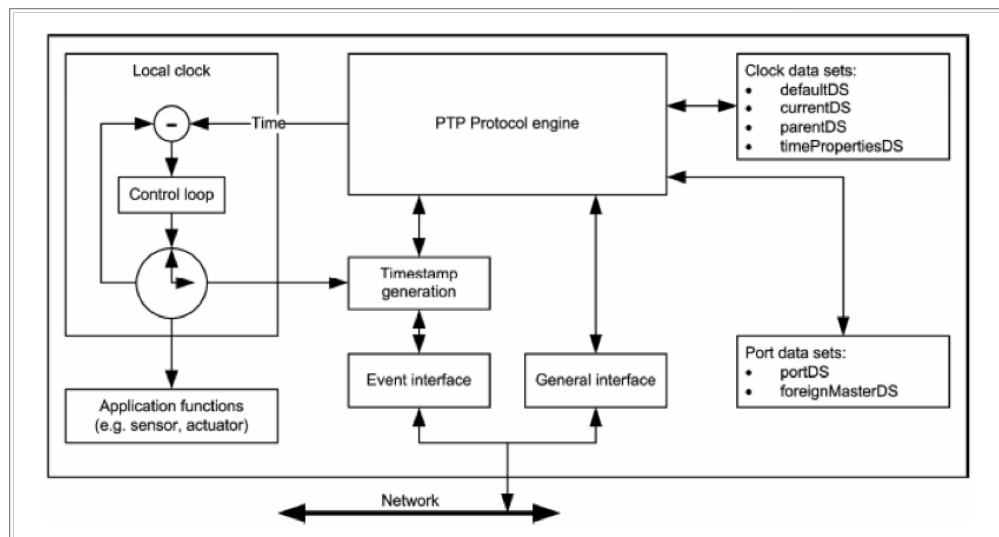 Local clock
Time
Control loop
PTP Protocol engine
Clock data sets:
• defaultDS
• currentDS
• parentDS
• timePropertiesDS
Timestamp
generation
Event interface
General interface
Port data sets:
• portDS
• foreignMasterDS
Application functions
(e.g. sensor, actuator)
Network